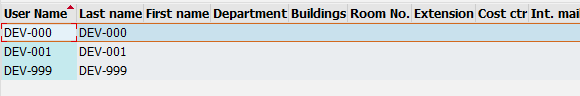 User Name Last name First name Department Buildings Room No. Extension Cost ctr Int. mai
DEV-000 DEV-000
DEV-001 DEV-001
DEV-999 DEV-999